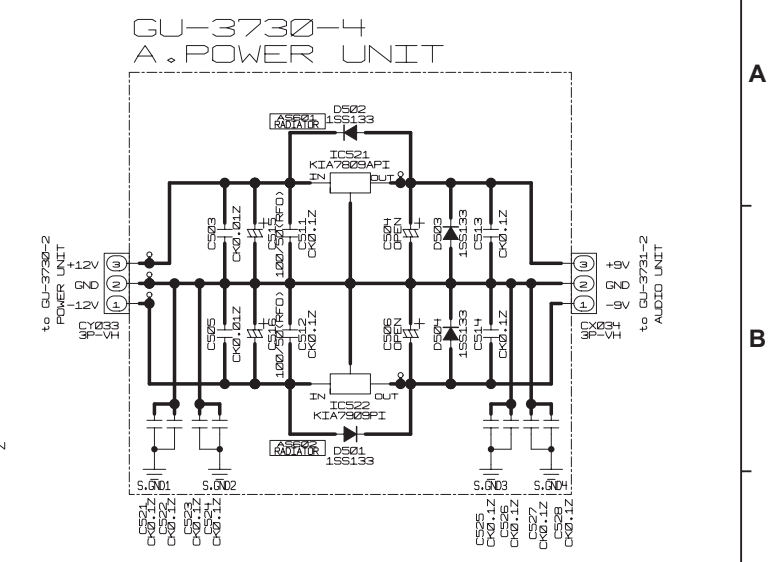 GU-3730-4
A.POWER UNIT
A
D502
1SS133
AS601
RADIATOR
IC521
KIA7809API
IN
OUT
C503
CK0.01Z
C515
100/50(RFO)
C511
CK0.1Z
C504
OPEN
D503
1SS133
C513
CK0.1Z
to GU-3730-2
POWER UNIT
+12V
GND
-12V
3
2
1
CY033
3P-VH
3
2
1
+9V
GND
-9V
CX034
3P-VH
to GU-3731-2
AUDIO UNIT
B
C505
CK0.01Z
C516
100/50(RFO)
C512
CK0.1Z
C506
OPEN
D504
1SS133
C514
CK0.1Z
IN
OUT
IC522
KIA7909PI
AS602
RADIATOR
D501
1SS133
S.GND1
S.GND2
S.GND3
S.GND4
C521
CK0.1Z
C522
CK0.1Z
C523
CK0.1Z
C524
CK0.1Z
C525
CK0.1Z
C526
CK0.1Z
C527
CK0.1Z
C528
CK0.1Z
Z